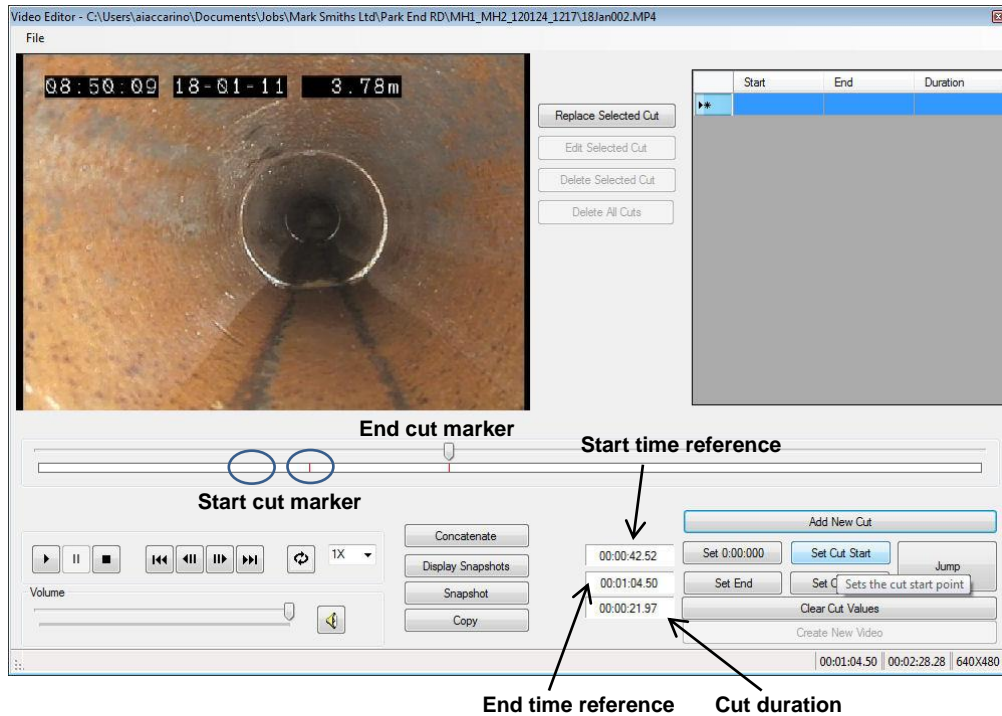 Video Editor - C:\Users\aiaccarino\Documents\Jobs\Mark Smiths Ltd\Park End RD\MH1_MH2_120124_1217\18Jan002.MP4
File
08:50:09 18-01-11 3.78m
Start End Duration
Replace Selected Cut
Edit Selected Cut
Delete Selected Cut
Delete All Cuts
End cut marker
Start time reference
Start cut marker
Add New Cut
Concatenate
00:00:42.52 Set 0:00:000 Set Cut Start Jump
1X
Display Snapshots
00:01:04.50 Set End Set C Sets the cut start point
Volume
Snapshot
00:00:21.97 Clear Cut Values
Copy
Create New Video
00:01:04.50 00:02:28.28 640X480
End time reference Cut duration